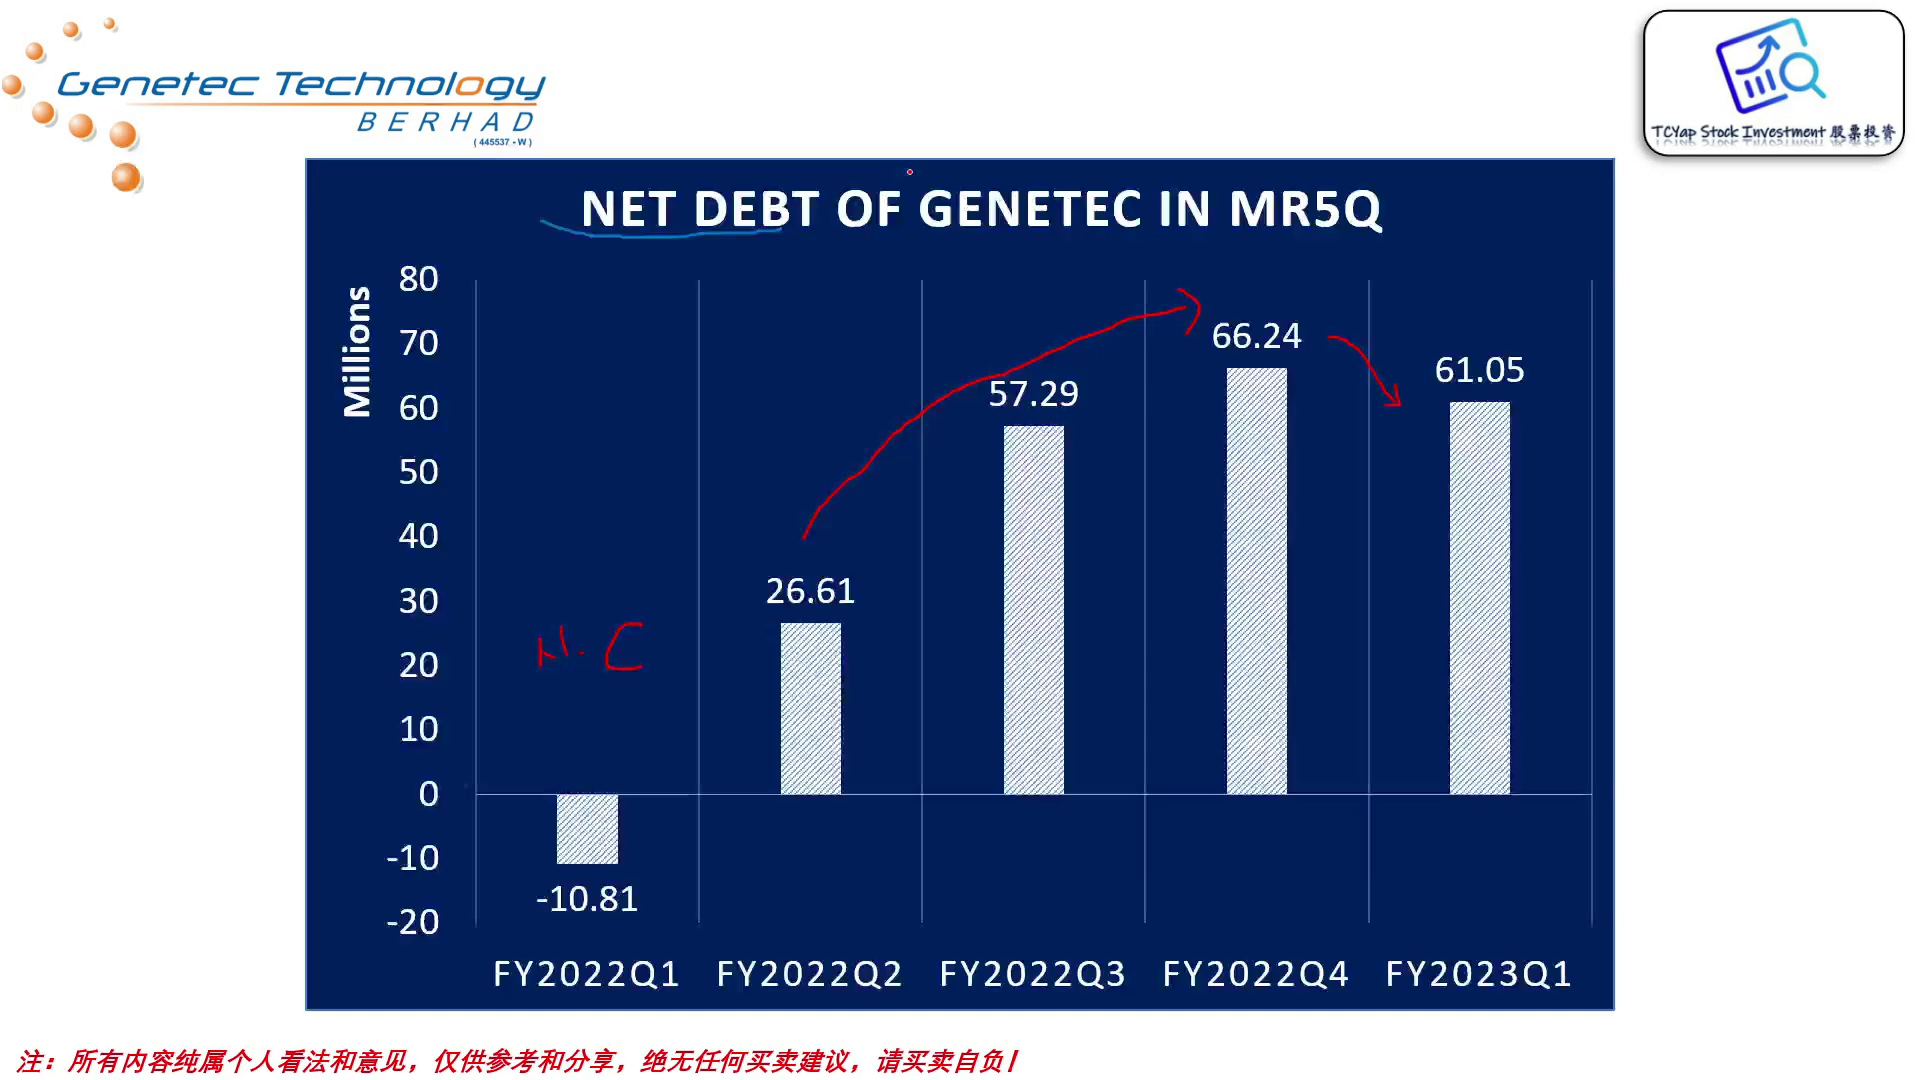 Genetec Technology
BERHAD
( 445537 - W )
TCYap Stock Investment 股票投资
NET DEBT OF GENETEC IN MR5Q
Millions
80
70
60
50
40
30
20
10
0
-10
-20
-10.81
26.61
57.29
66.24
61.05
N.C
FY2022Q1 FY2022Q2 FY2022Q3 FY2022Q4 FY2023Q1
注：所有内容纯属个人看法和意见，仅供参考和分享，绝无任何买卖建议，请买卖自负！